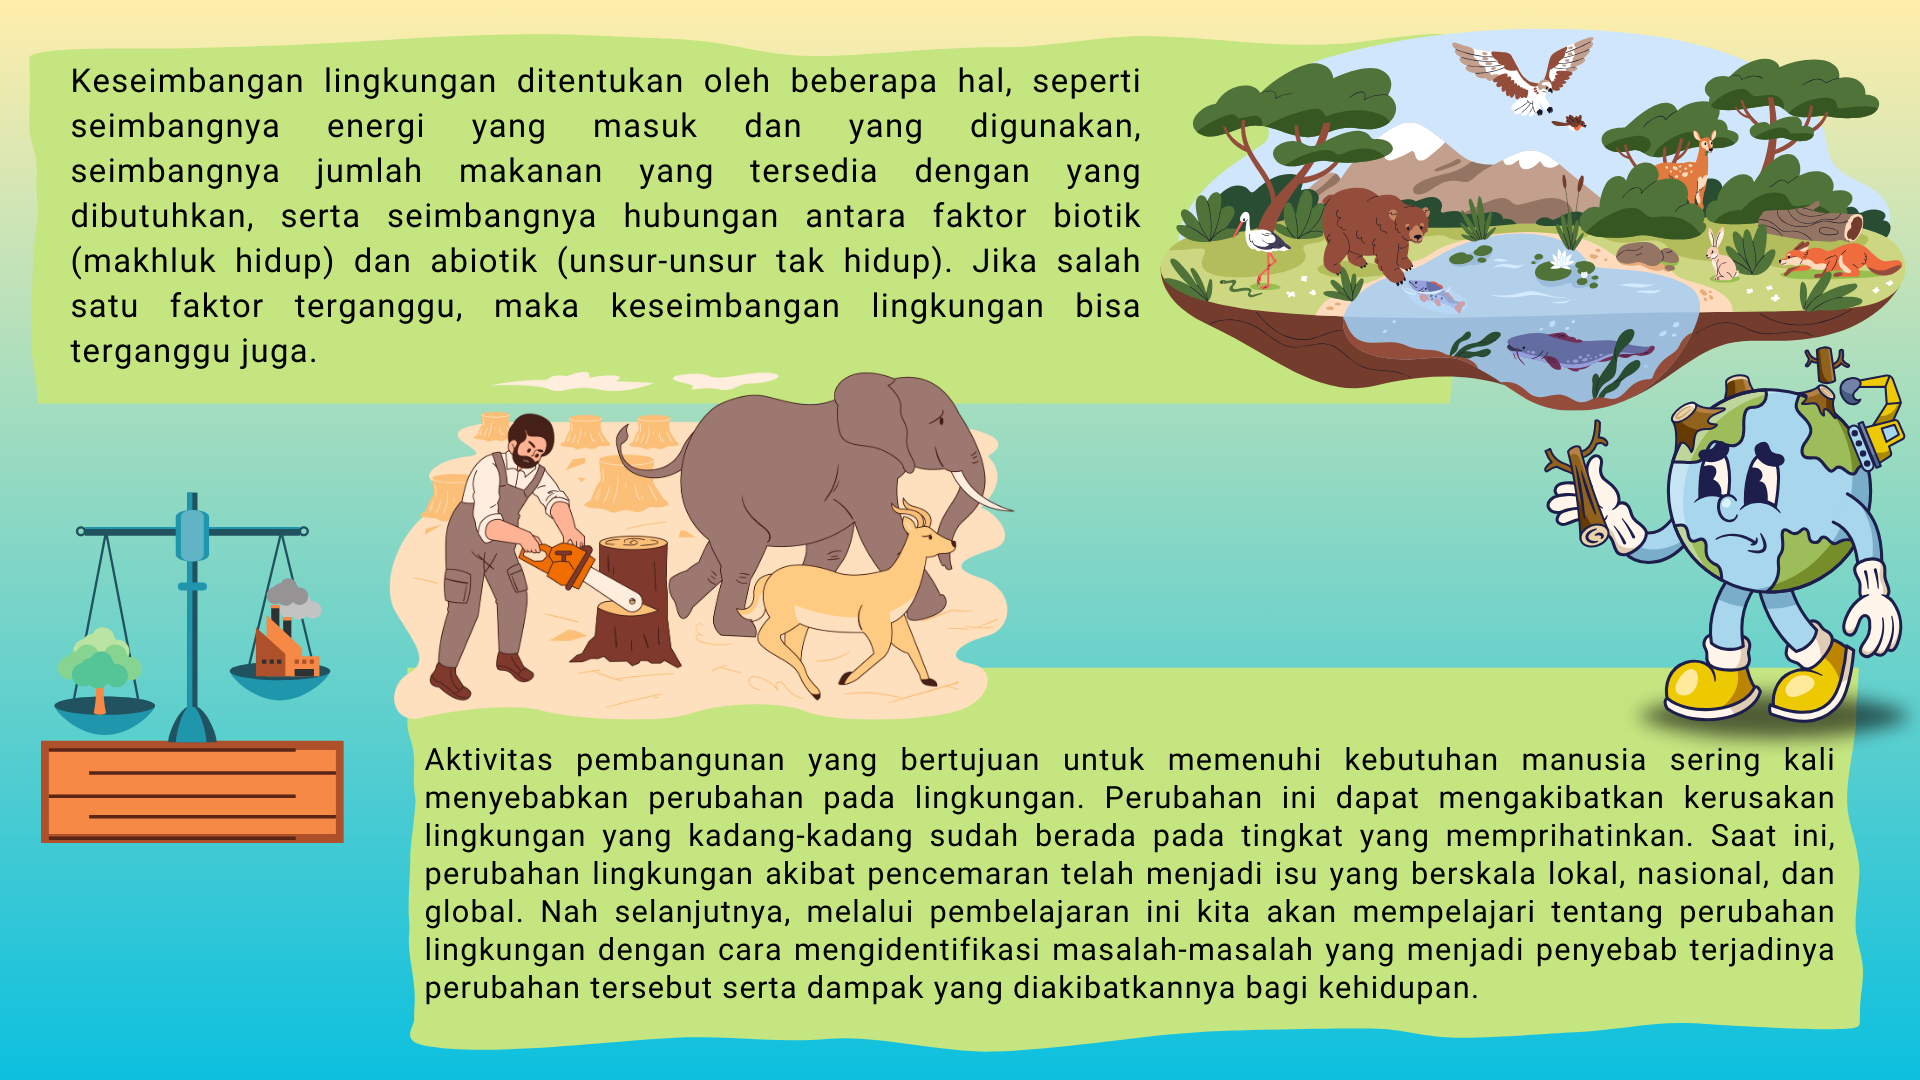 Keseimbangan lingkungan ditentukan oleh beberapa hal, seperti
seimbangnya energi yang masuk dan yang digunakan,
seimbangnya jumlah makanan yang tersedia dengan yang
dibutuhkan, serta seimbangnya hubungan antara faktor biotik
(makhluk hidup) dan abiotik (unsur-unsur tak hidup). Jika salah
satu faktor terganggu, maka keseimbangan lingkungan bisa
terganggu juga.
Aktivitas pembangunan yang bertujuan untuk memenuhi kebutuhan manusia sering kali
menyebabkan perubahan pada lingkungan. Perubahan ini dapat mengakibatkan kerusakan
lingkungan yang kadang-kadang sudah berada pada tingkat yang memprihatinkan. Saat ini,
perubahan lingkungan akibat pencemaran telah menjadi isu yang berskala lokal, nasional, dan
global. Nah selanjutnya, melalui pembelajaran ini kita akan mempelajari tentang perubahan
lingkungan dengan cara mengidentifikasi masalah-masalah yang menjadi penyebab terjadinya
perubahan tersebut serta dampak yang diakibatkannya bagi kehidupan.